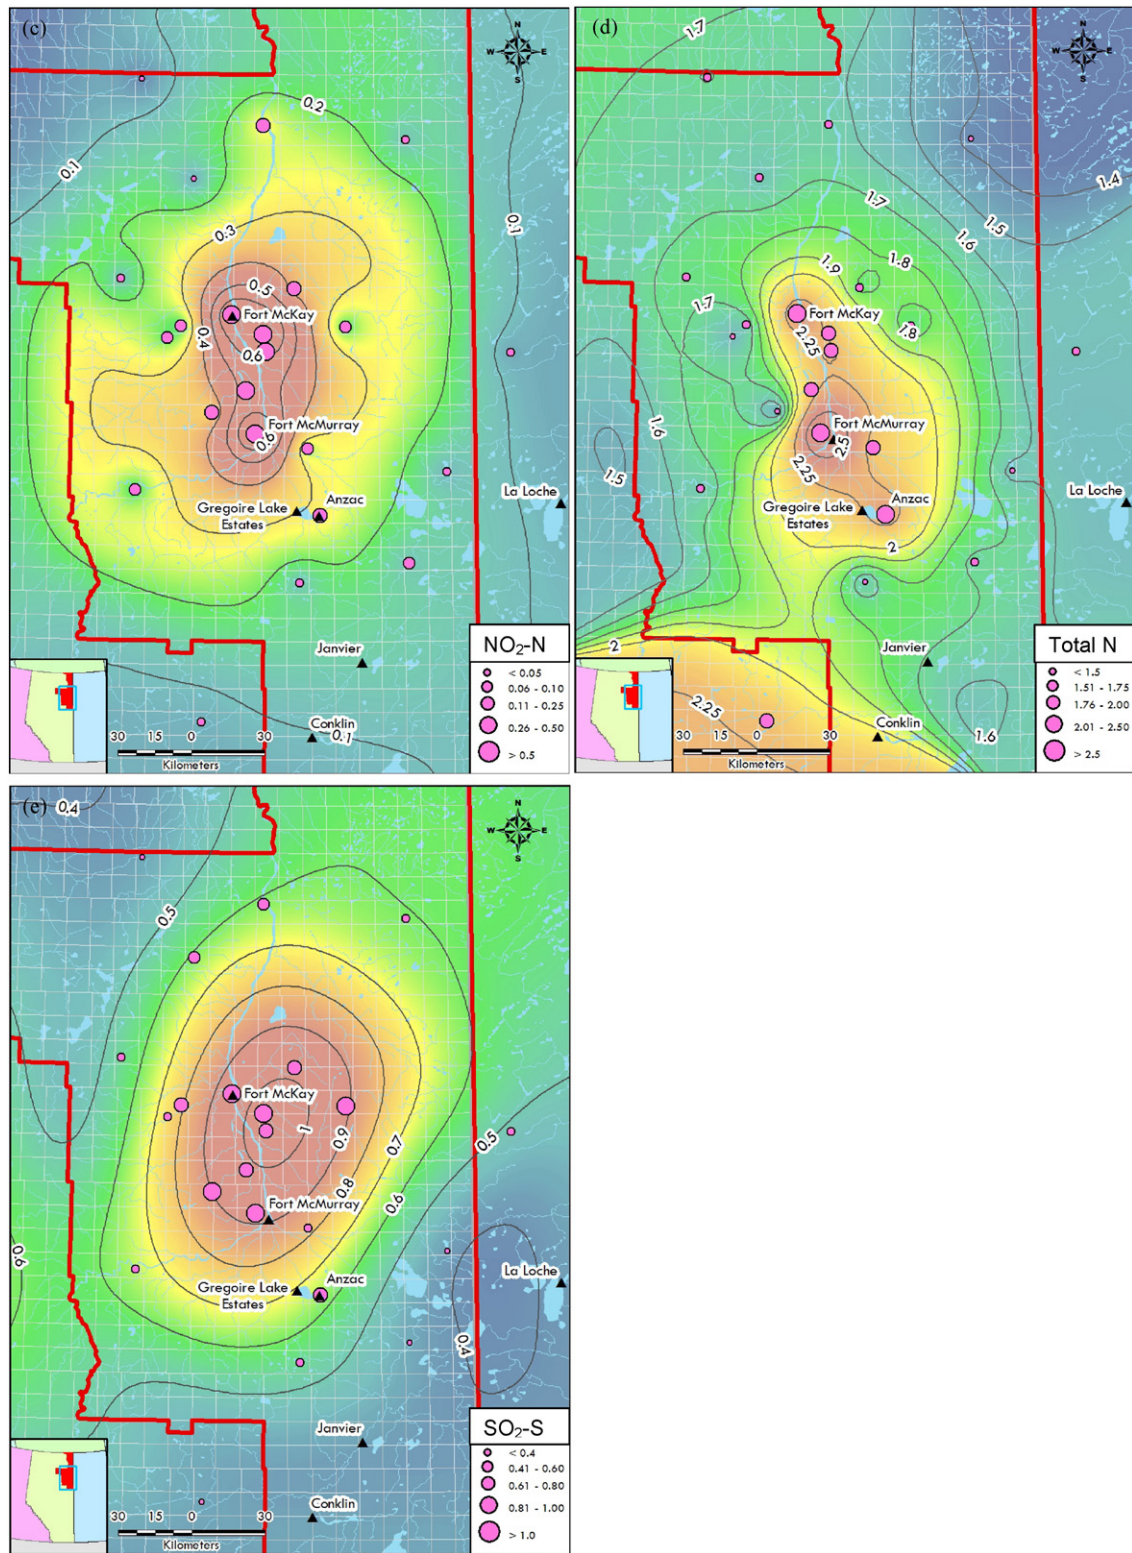 (c)
N
W E
S
0.2
0.1
0.1
0.3
0.5
Fort McKay
0.4
0.6
Fort McMurray
0.6
Gregoire Lake
Estates
Anzac
La Loche
Janvier
Conklin
0.1
30 15 0 30
Kilometers
NO₂-N
< 0.05
0.06 - 0.10
0.11 - 0.25
0.26 - 0.50
> 0.5
(d)
N
W E
S
1.7
1.4
1.5
1.7
1.6
1.8
1.9
1.7
1.8
Fort McKay
2.25
1.6
1.5
Fort McMurray
2.5
2.25
Gregoire Lake
Estates
Anzac
La Loche
2
2
Janvier
2.25
Conklin
1.6
30 15 0 30
Kilometers
Total N
< 1.5
1.51 - 1.75
1.76 - 2.00
2.01 - 2.50
> 2.5
(e)
N
W E
S
0.4
0.5
Fort McKay
1
0.9
0.7
0.5
0.8
0.6
Fort McMurray
0.6
Gregoire Lake
Estates
Anzac
La Loche
0.4
Janvier
Conklin
30 15 0 30
Kilometers
SO₂-S
< 0.4
0.41 - 0.60
0.61 - 0.80
0.81 - 1.00
> 1.0